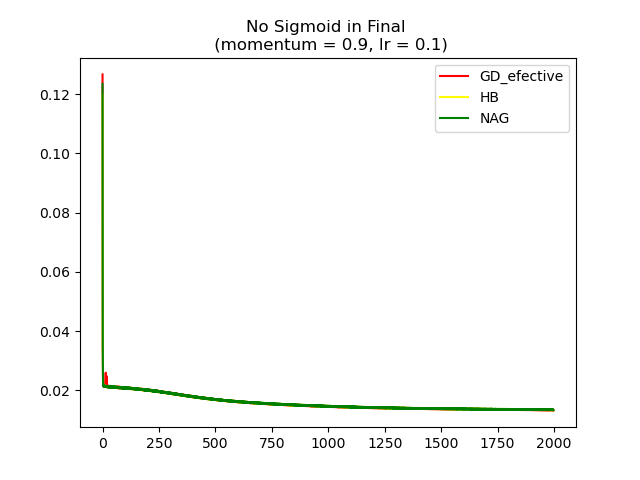 No Sigmoid in Final
(momentum = 0.9, lr = 0.1)
GD_efective
HB
NAG
0.12
0.10
0.08
0.06
0.04
0.02
0 250 500 750 1000 1250 1500 1750 2000